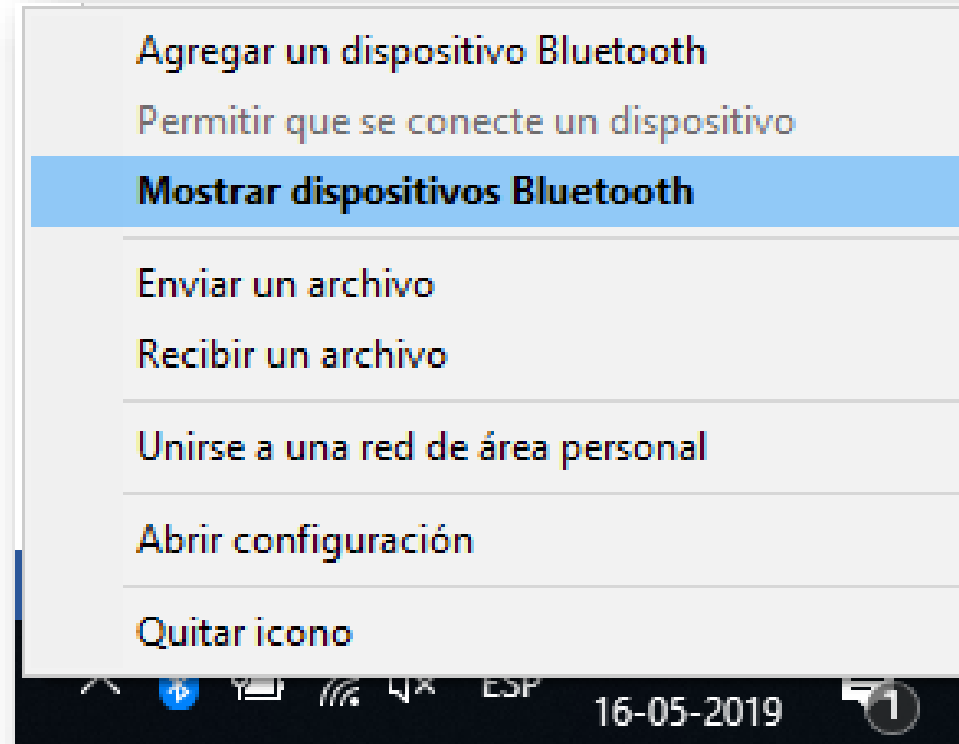 Agregar un dispositivo Bluetooth
Permitir que se conecte un dispositivo
Mostrar dispositivos Bluetooth
Enviar un archivo
Recibir un archivo
Unirse a una red de área personal
Abrir configuración
Quitar icono
ESP
16-05-2019
1